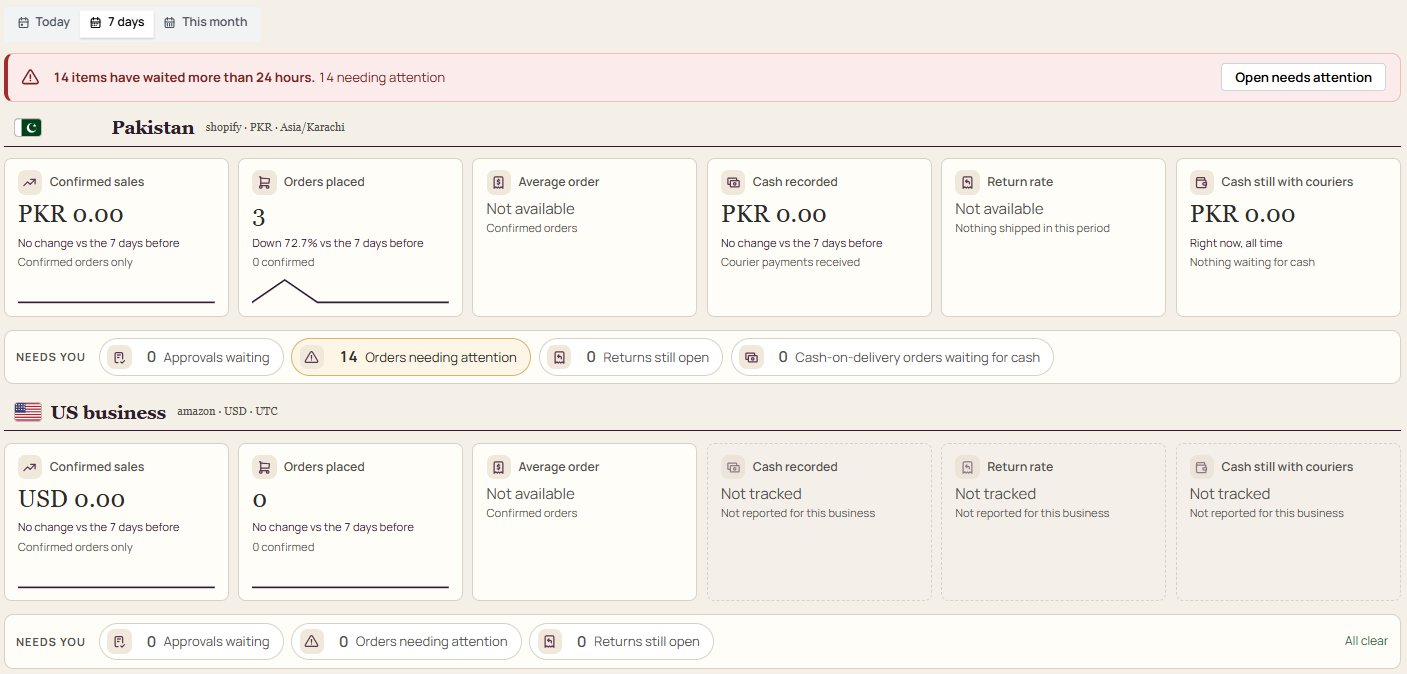 Today 7 days This month
14 items have waited more than 24 hours. 14 needing attention Open needs attention
Pakistan shopify · PKR · Asia/Karachi
Confirmed sales
PKR 0.00
No change vs the 7 days before
Confirmed orders only
Orders placed
3
Down 72.7% vs the 7 days before
0 confirmed
Average order
Not available
Confirmed orders
Cash recorded
PKR 0.00
No change vs the 7 days before
Courier payments received
Return rate
Not available
Nothing shipped in this period
Cash still with couriers
PKR 0.00
Right now, all time
Nothing waiting for cash
NEEDS YOU 0 Approvals waiting 14 Orders needing attention 0 Returns still open 0 Cash-on-delivery orders waiting for cash
US business amazon · USD · UTC
Confirmed sales
USD 0.00
No change vs the 7 days before
Confirmed orders only
Orders placed
0
No change vs the 7 days before
0 confirmed
Average order
Not available
Confirmed orders
Cash recorded
Not tracked
Not reported for this business
Return rate
Not tracked
Not reported for this business
Cash still with couriers
Not tracked
Not reported for this business
NEEDS YOU 0 Approvals waiting 0 Orders needing attention 0 Returns still open All clear